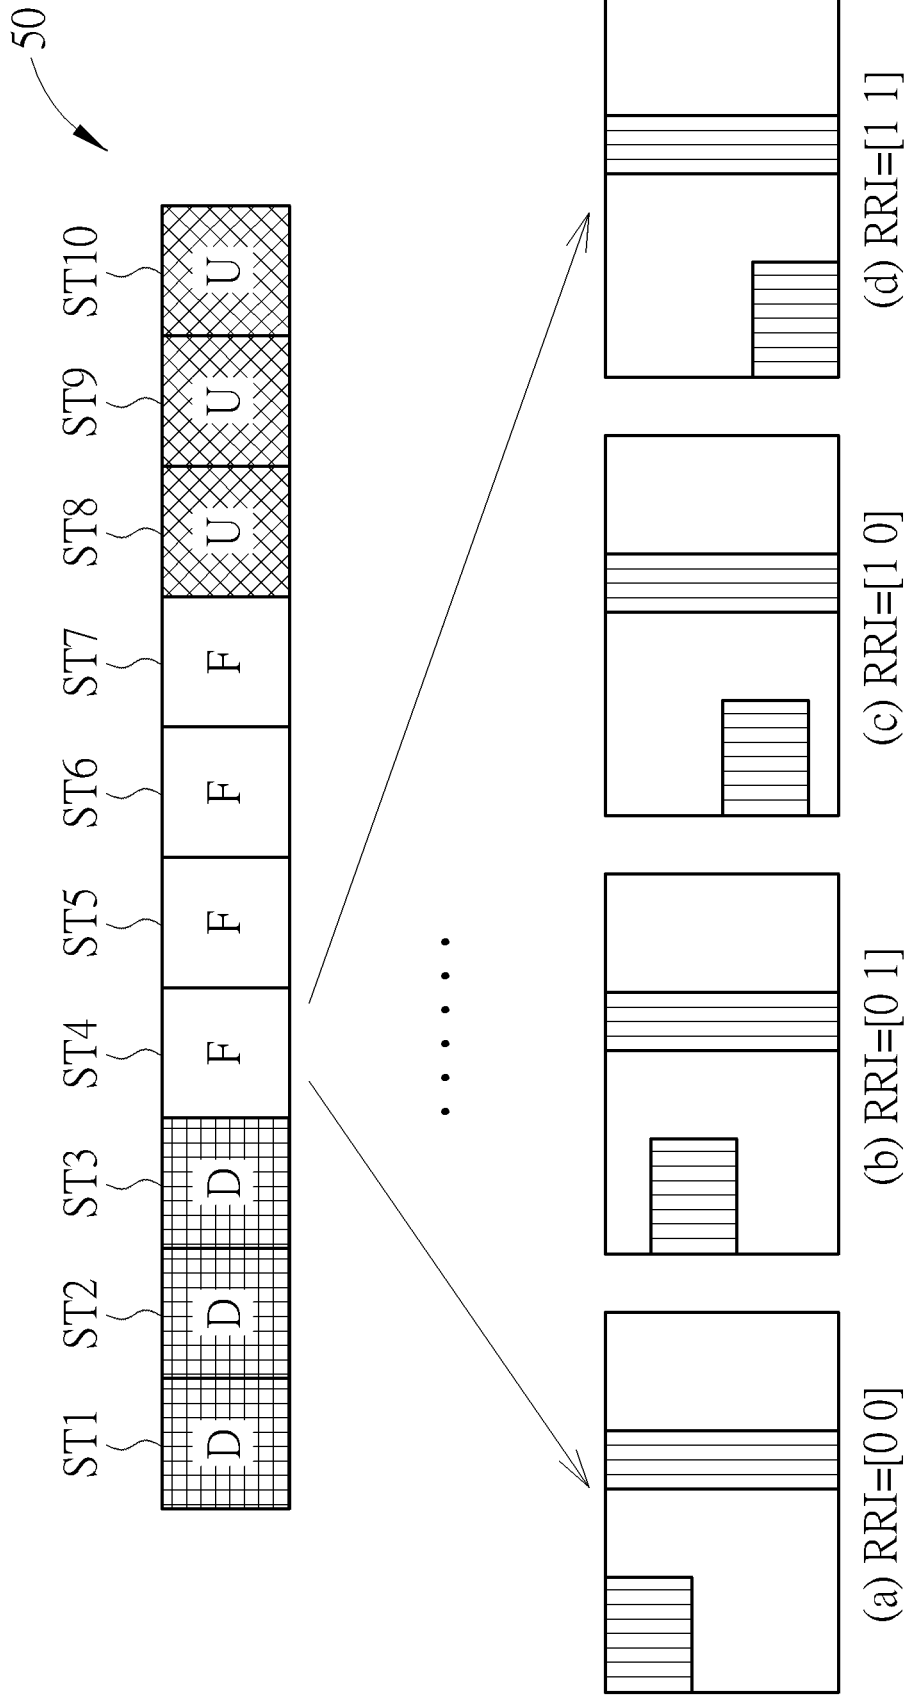 50
ST1 ST2 ST3 ST4 ST5 ST6 ST7 ST8 ST9 ST10
D D D F F F F U U U
(a) RRI=[0 0] (b) RRI=[0 1] (c) RRI=[1 0] (d) RRI=[1 1]